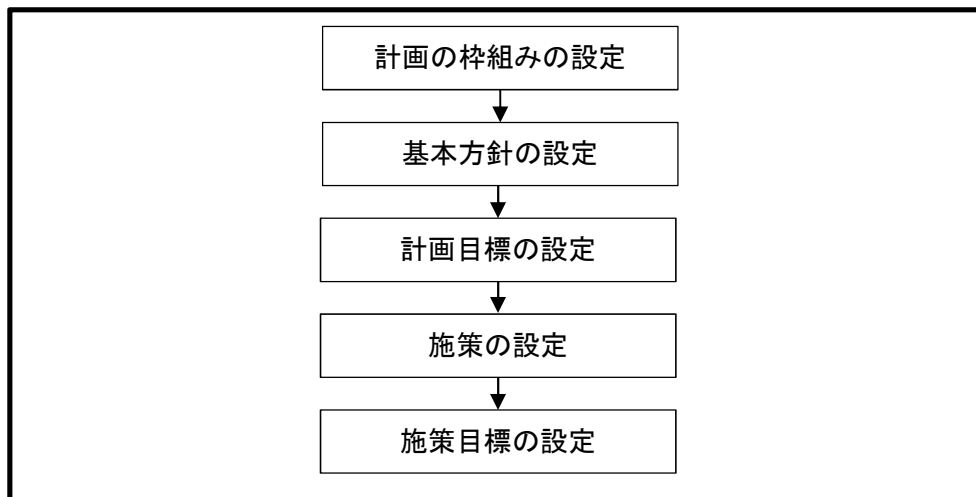 計画の枠組みの設定
基本方針の設定
計画目標の設定
施策の設定
施策目標の設定